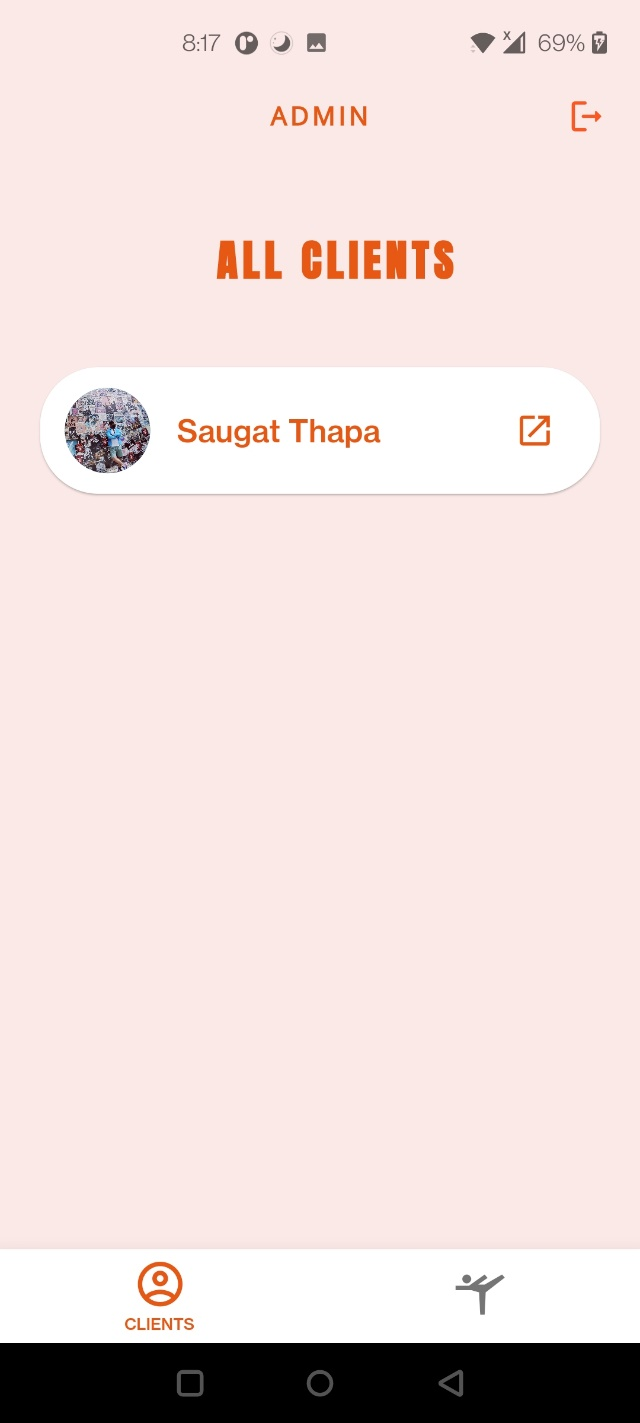 8:17
69%
ADMIN
ALL CLIENTS
Saugat Thapa
CLIENTS